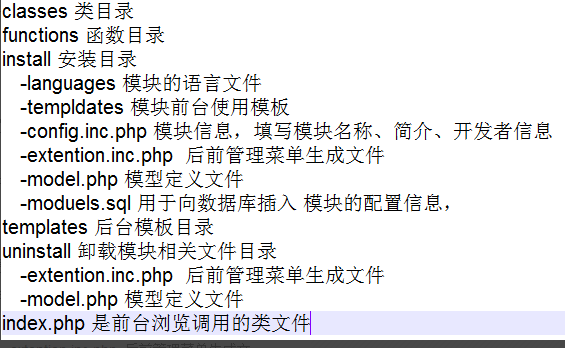 classes 类目录
functions 函数目录
install 安装目录
-languages 模块的语言文件
-templdates 模块前台使用模板
-config.inc.php 模块信息，填写模块名称、简介、开发者信息
-extention.inc.php 后前管理菜单生成文件
-model.php 模型定义文件
-moduels.sql 用于向数据库插入 模块的配置信息，
templates 后台模板目录
uninstall 卸载模块相关文件目录
-extention.inc.php 后前管理菜单生成文件
-model.php 模型定义文件
index.php 是前台浏览调用的类文件